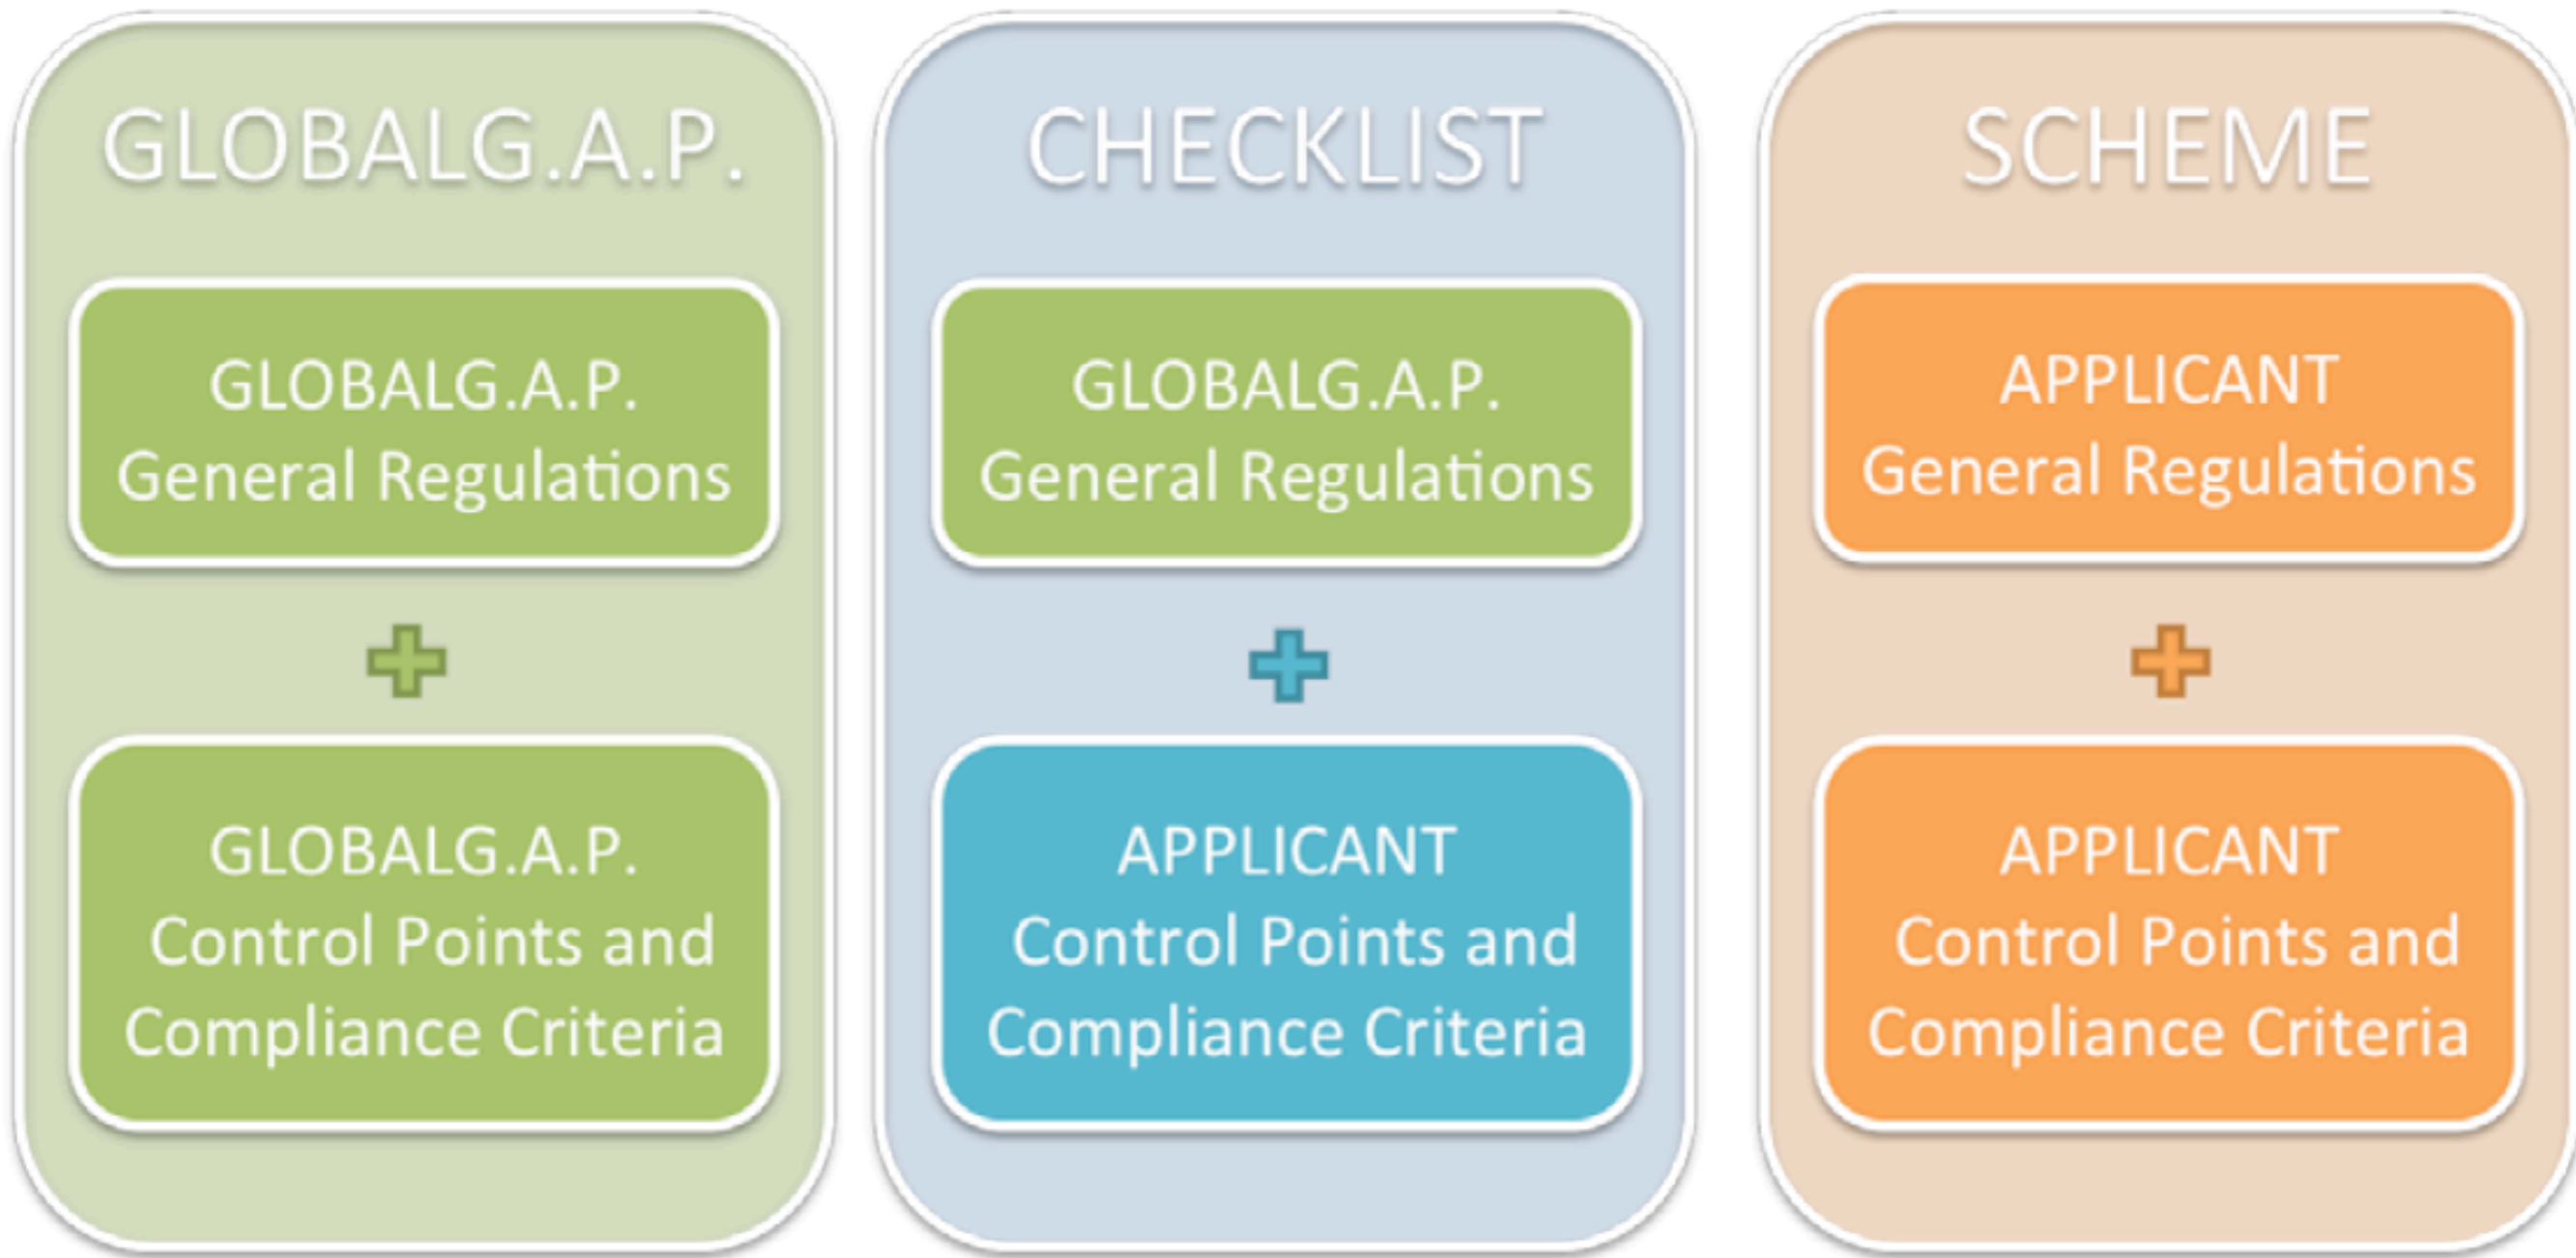 GLOBALG.A.P.
GLOBALG.A.P.
General Regulations
GLOBALG.A.P.
Control Points and
Compliance Criteria
CHECKLIST
GLOBALG.A.P.
General Regulations
APPLICANT
Control Points and
Compliance Criteria
SCHEME
APPLICANT
General Regulations
APPLICANT
Control Points and
Compliance Criteria